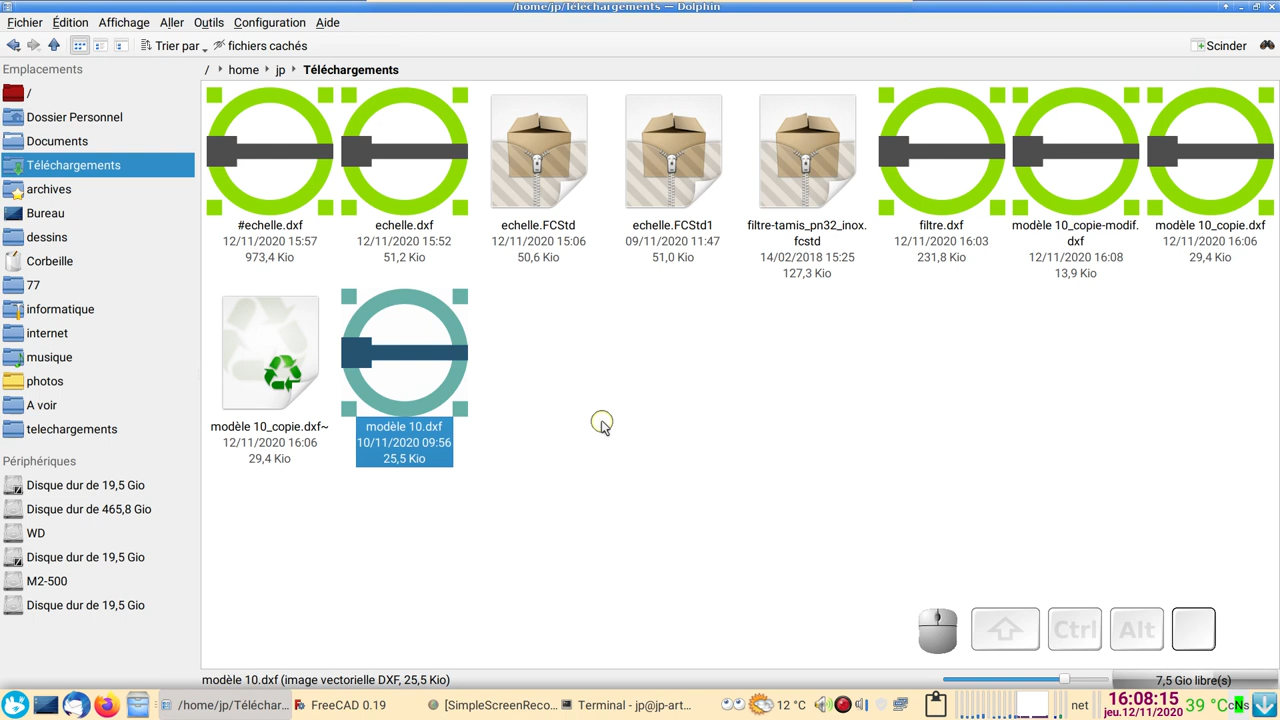 /home/jp/Téléchargements — Dolphin
Fichier Édition Affichage Aller Outils Configuration Aide
Trier par fichiers cachés Scinder
Emplacements
/ home jp Téléchargements
/
Dossier Personnel
Documents
Téléchargements
archives
Bureau
dessins
Corbeille
77
informatique
internet
musique
photos
A voir
telechargements
Périphériques
Disque dur de 19,5 Gio
Disque dur de 465,8 Gio
WD
Disque dur de 19,5 Gio
M2-500
Disque dur de 19,5 Gio
#echelle.dxf
12/11/2020 15:57
973,4 Kio
echelle.dxf
12/11/2020 15:52
51,2 Kio
echelle.FCStd
12/11/2020 15:06
50,6 Kio
echelle.FCStd1
09/11/2020 11:47
51,0 Kio
filtre-tamis_pn32_inox.
fcstd
14/02/2018 15:25
127,3 Kio
filtre.dxf
12/11/2020 16:03
231,8 Kio
modèle 10_copie-modif.
dxf
12/11/2020 16:08
13,9 Kio
modèle 10_copie.dxf
12/11/2020 16:06
29,4 Kio
modèle 10_copie.dxf~
12/11/2020 16:06
29,4 Kio
modèle 10.dxf
10/11/2020 09:56
25,5 Kio
Ctrl Alt
modèle 10.dxf (image vectorielle DXF, 25,5 Kio)
7,5 Gio libre(s)
/home/jp/Téléchar... FreeCAD 0.19 [SimpleScreenReco... Terminal - jp@jp-art... 12 °C net 16:08:15 39 °C
jeu.12/11/2020